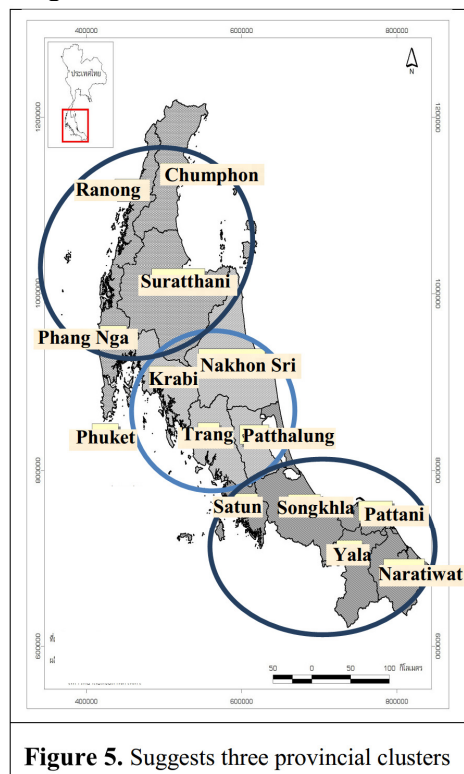 400000 600000 800000
ประเทศไทย
N
1200000 1200000
Chumphon
Ranong
1000000 1000000
Suratthani
Phang Nga
Nakhon Sri
Krabi
Phuket Trang Patthalung
800000 800000
Satun Songkhla Pattani
Yala
Naratiwat
600000 600000
50 0 50 100 กิโลเมตร
400000 600000 800000
Figure 5. Suggests three provincial clusters